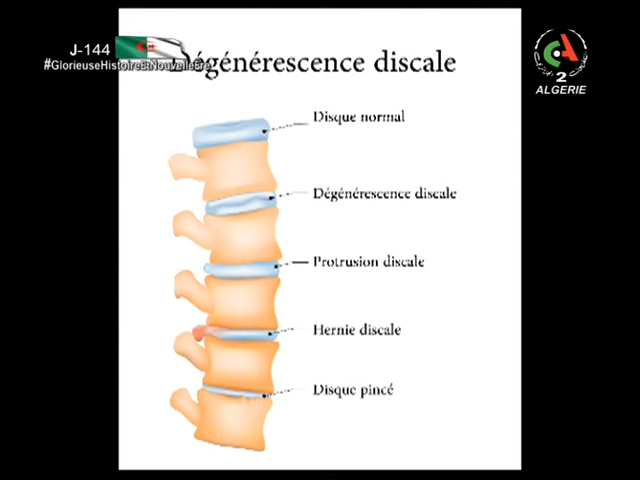 J-144
#GlorieuseHistoireEtNouvelleÈre
Dégénérescence discale
2
ALGERIE
Disque normal
Dégénérescence discale
Protrusion discale
Hernie discale
Disque pincé